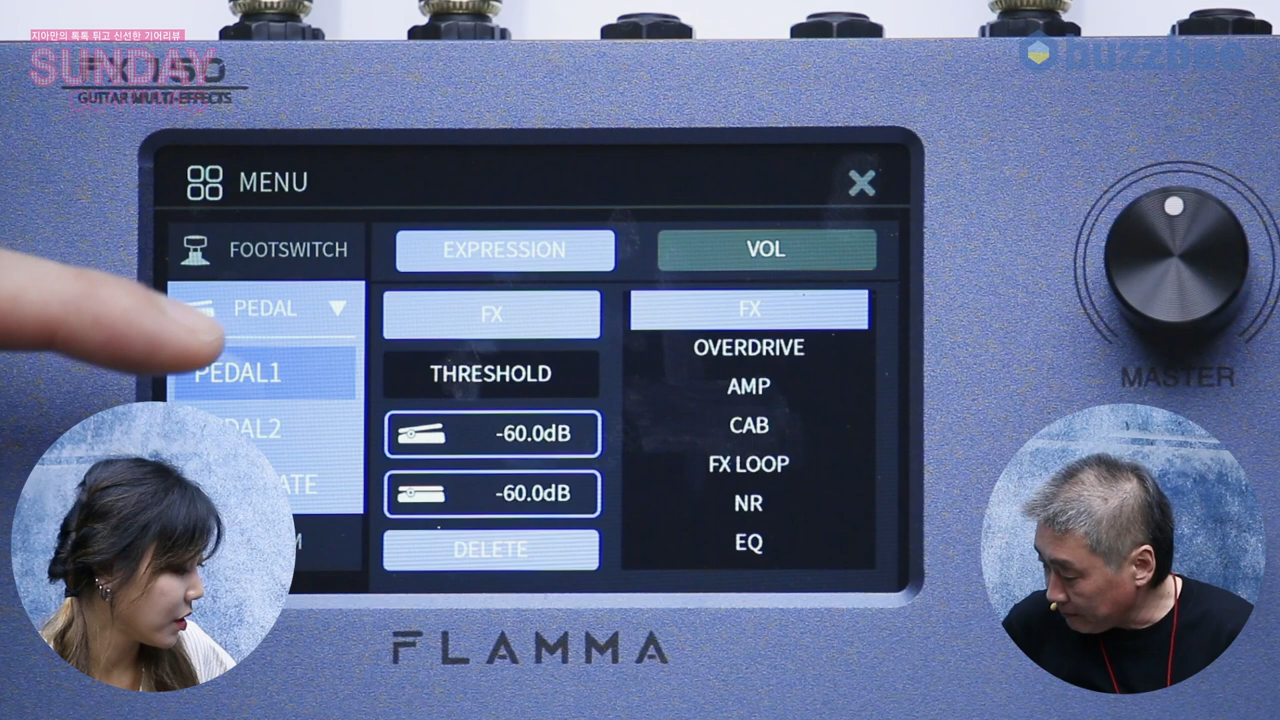 지아만의 톡톡 튀고 신선한 기어리뷰
SUNDAY
GUITAR MULTI-EFFECTS
buzzbee
MENU
FOOTSWITCH
EXPRESSION
VOL
PEDAL
FX
FX
PEDAL1
THRESHOLD
OVERDRIVE
AMP
-60.0dB
CAB
FX LOOP
-60.0dB
NR
DELETE
EQ
MASTER
FLAMMA